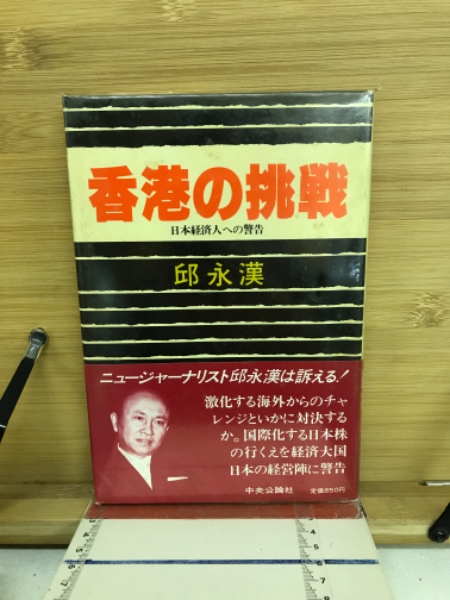 香港の挑戦
日本経済人への警告
邱永漢
ニュージャーナリスト邱永漢は訴える!
激化する海外からのチャ
レンジといかに対決する
か。国際化する日本株
の行くえを経済大国
日本の経営陣に警告
中央公論社 定価850円